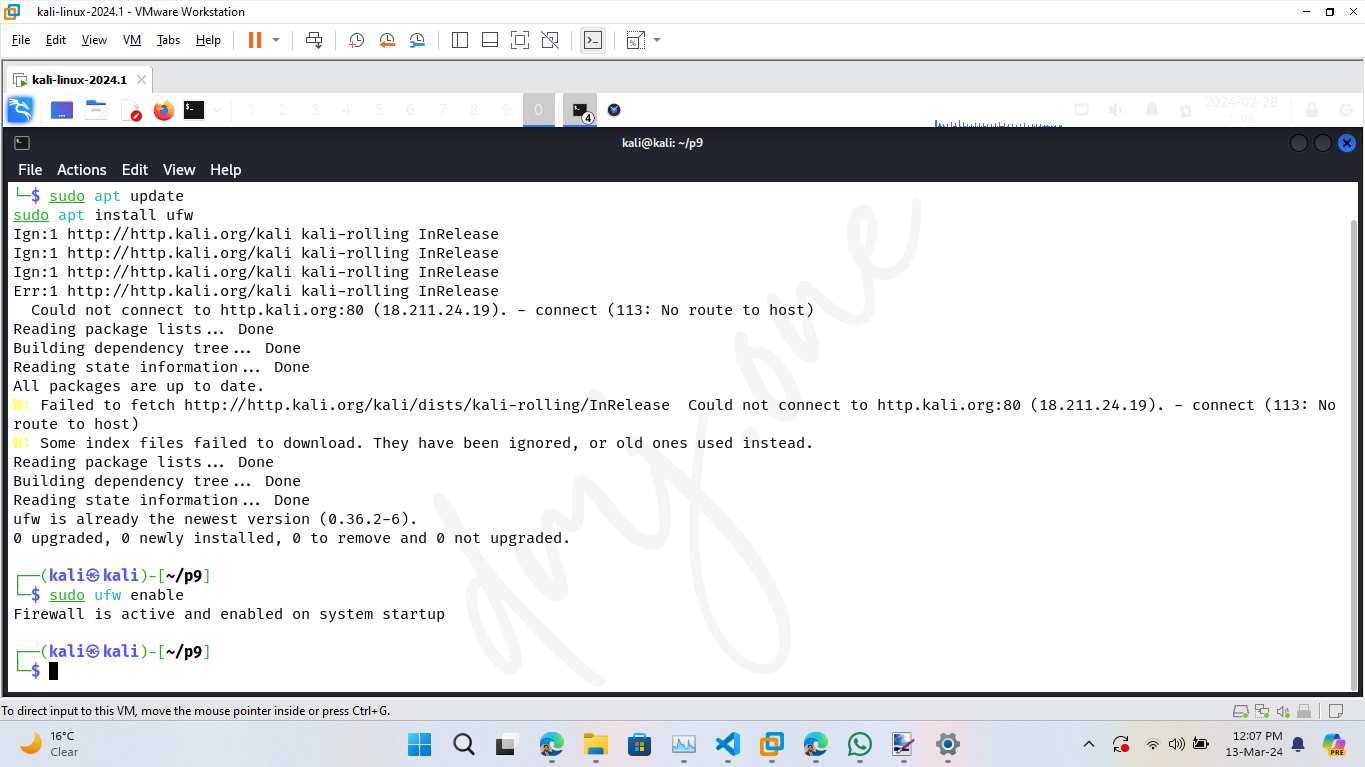 kali-linux-2024.1 - VMware Workstation
File Edit View VM Tabs Help
kali-linux-2024.1
1 2 3 4 5 6 7 8 9 0 4 2024-02-28
11:09
kali@kali: ~/p9
File Actions Edit View Help
└─$ sudo apt update
sudo apt install ufw
Ign:1 http://http.kali.org/kali kali-rolling InRelease
Ign:1 http://http.kali.org/kali kali-rolling InRelease
Ign:1 http://http.kali.org/kali kali-rolling InRelease
Err:1 http://http.kali.org/kali kali-rolling InRelease
Could not connect to http.kali.org:80 (18.211.24.19). - connect (113: No route to host)
Reading package lists... Done
Building dependency tree... Done
Reading state information... Done
All packages are up to date.
W: Failed to fetch http://http.kali.org/kali/dists/kali-rolling/InRelease Could not connect to http.kali.org:80 (18.211.24.19). - connect (113: No
route to host)
W: Some index files failed to download. They have been ignored, or old ones used instead.
Reading package lists... Done
Building dependency tree... Done
Reading state information... Done
ufw is already the newest version (0.36.2-6).
0 upgraded, 0 newly installed, 0 to remove and 0 not upgraded.
┌──(kali㉿kali)-[~/p9]
└─$ sudo ufw enable
Firewall is active and enabled on system startup
┌──(kali㉿kali)-[~/p9]
└─$
dmj.one
To direct input to this VM, move the mouse pointer inside or press Ctrl+G.
16°C
Clear
12:07 PM
13-Mar-24
PRE